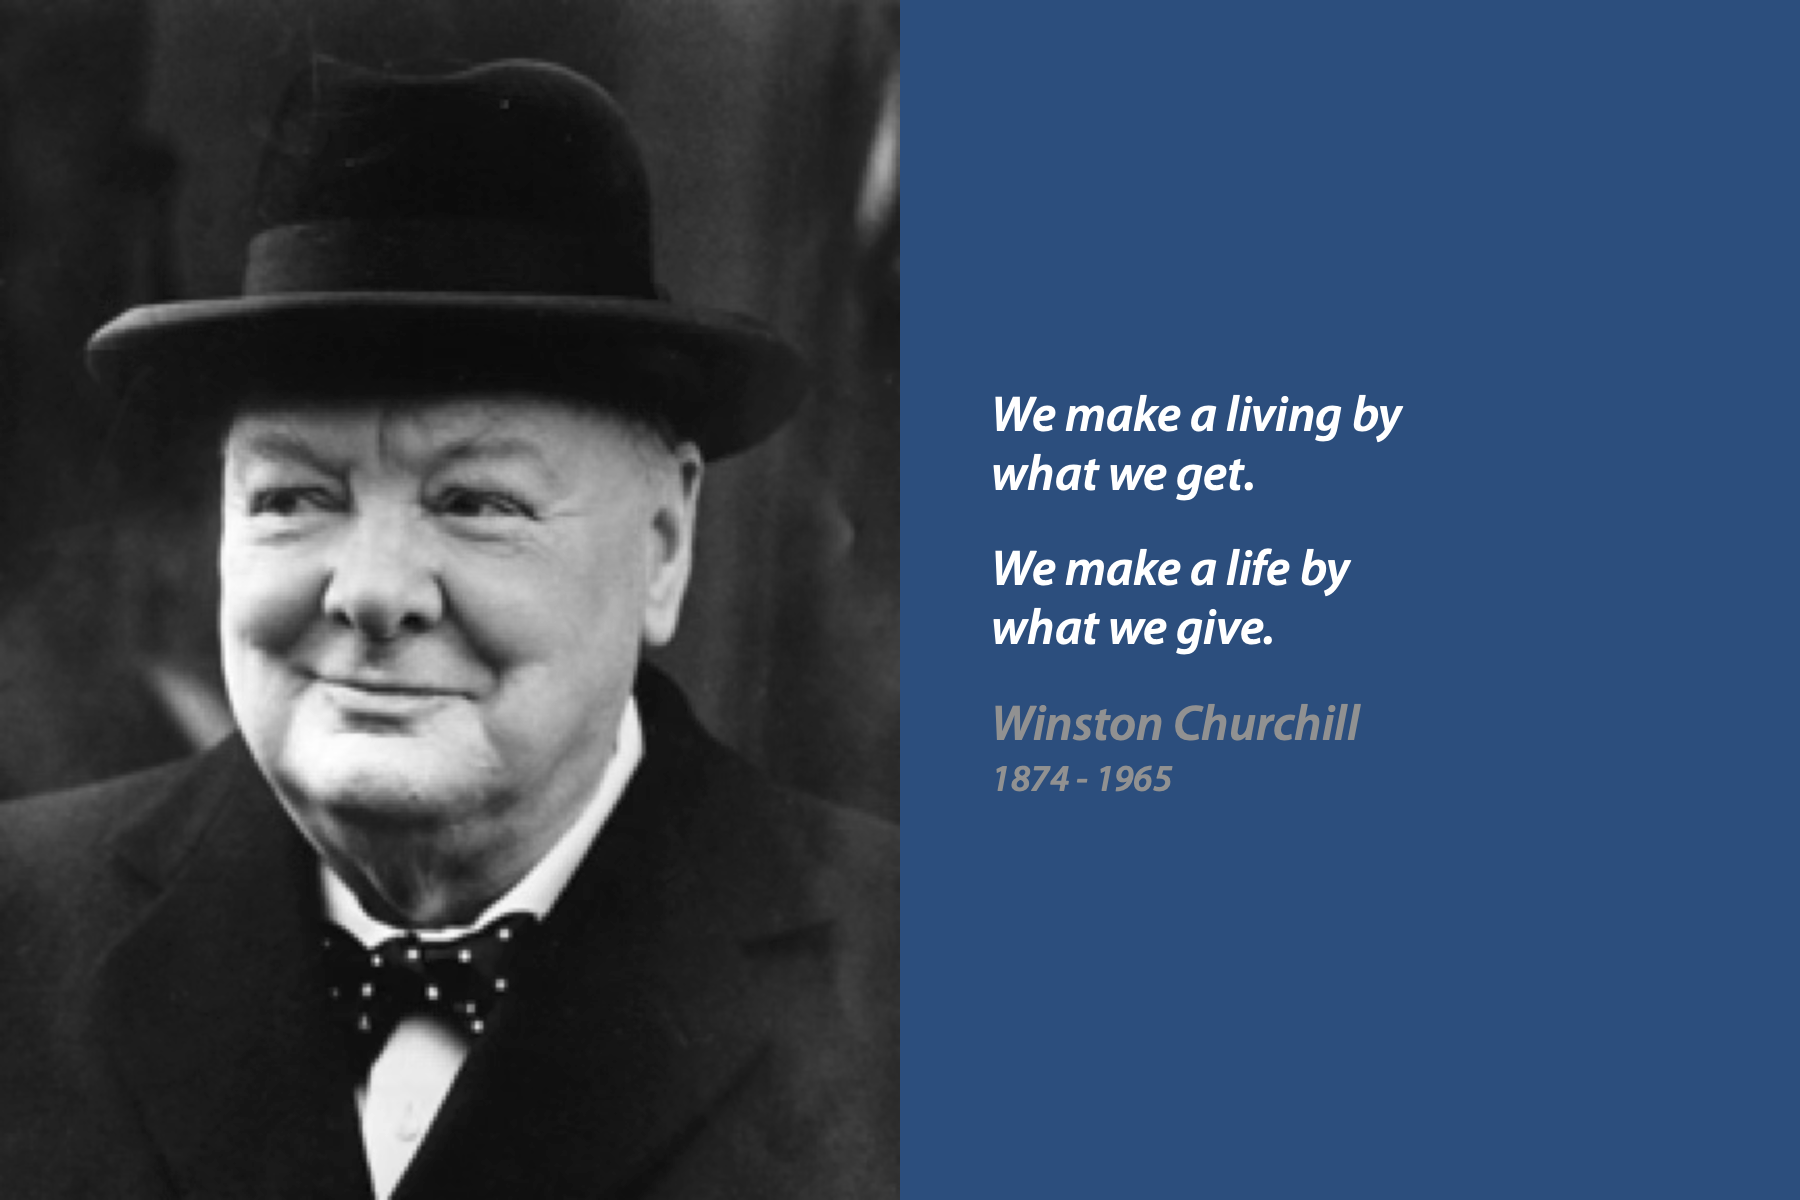 We make a living by
what we get.
We make a life by
what we give.
Winston Churchill
1874 - 1965